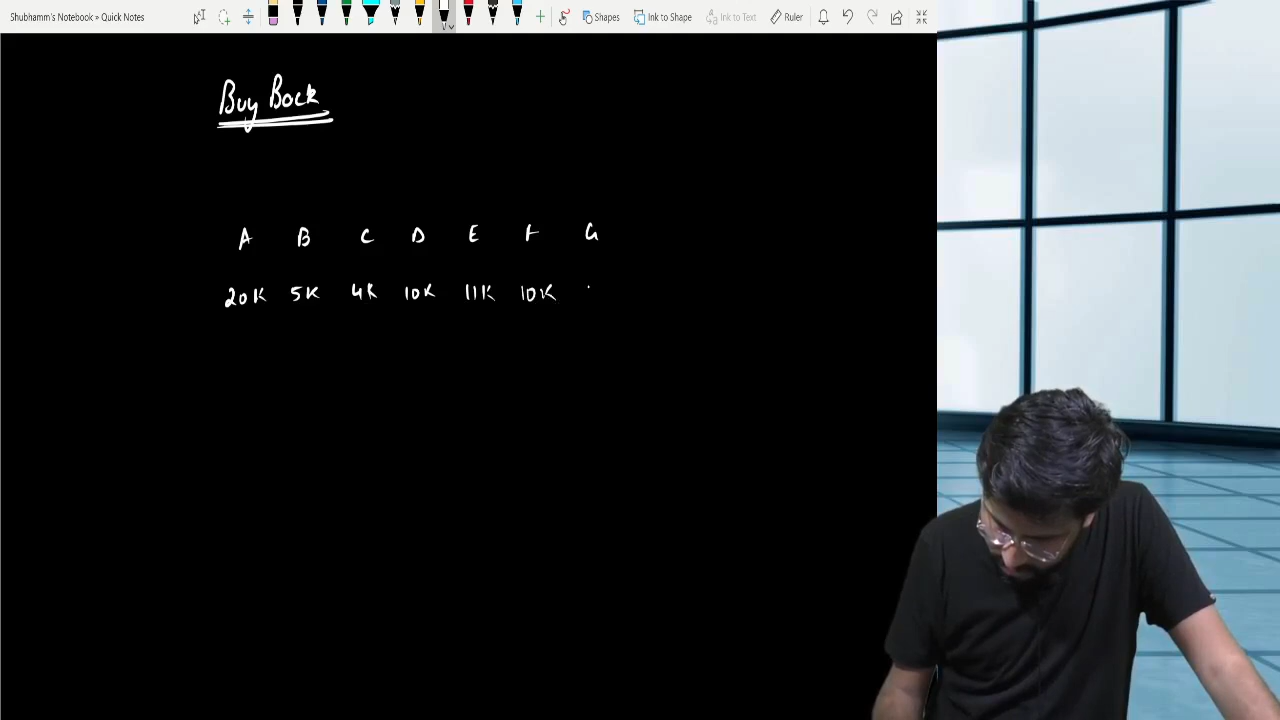 Shubhamm's Notebook » Quick Notes Shapes Ink to Shape Ink to Text Ruler
Buy Back
A B C D E F G
20K 5K 4K 10K 11K 10K